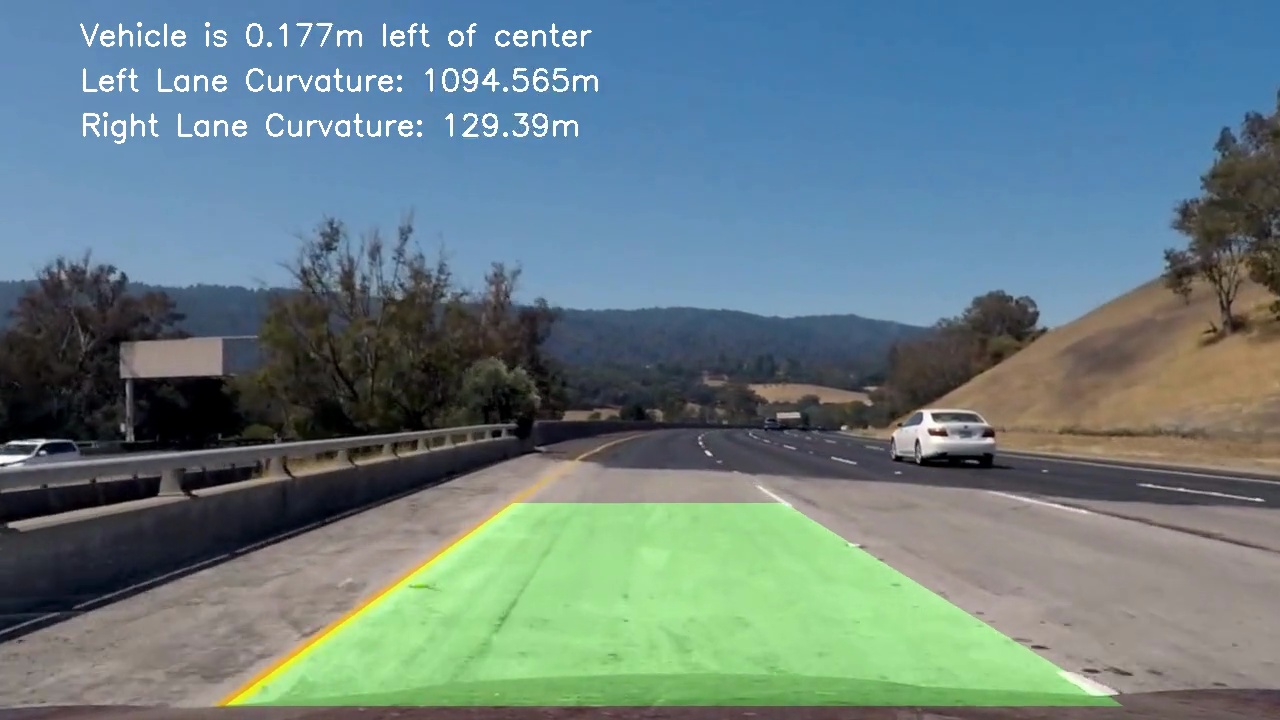 Vehicle is 0.177m left of center
Left Lane Curvature: 1094.565m
Right Lane Curvature: 129.39m